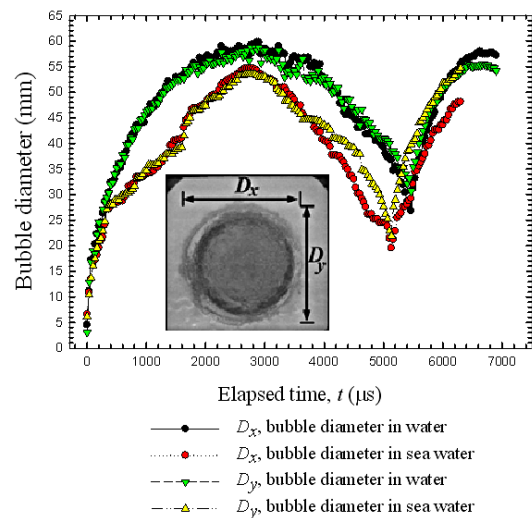 65
60
55
50
45
40
35
30
25
20
15
10
5
0
Bubble diameter (mm)
Dx
Dy
0 1000 2000 3000 4000 5000 6000 7000
Elapsed time, t (µs)
Dx, bubble diameter in water
Dx, bubble diameter in sea water
Dy, bubble diameter in water
Dy, bubble diameter in sea water